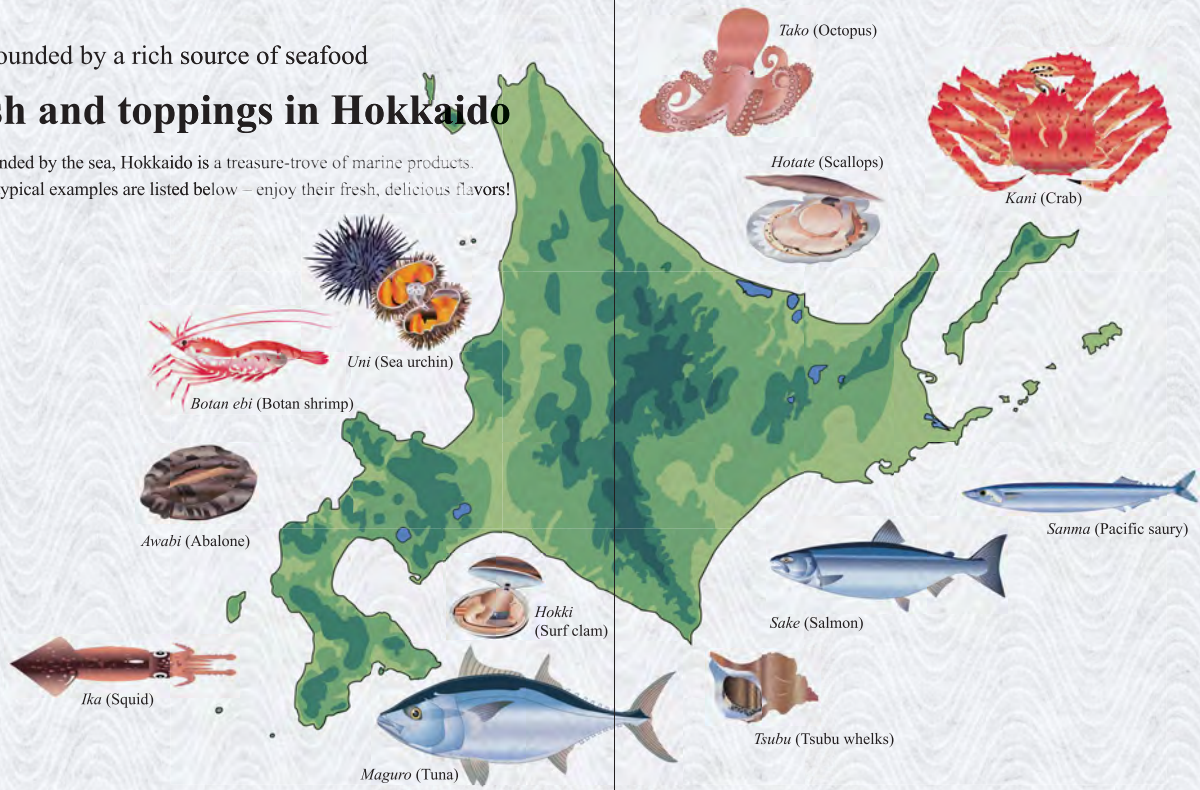 ounded by a rich source of seafood
sh and toppings in Hokkaido
nded by the sea, Hokkaido is a treasure-trove of marine products.
ypical examples are listed below – enjoy their fresh, delicious flavors!
Tako (Octopus)
Kani (Crab)
Hotate (Scallops)
Uni (Sea urchin)
Botan ebi (Botan shrimp)
Awabi (Abalone)
Sanma (Pacific saury)
Hokki
(Surf clam)
Sake (Salmon)
Ika (Squid)
Tsubu (Tsubu whelks)
Maguro (Tuna)